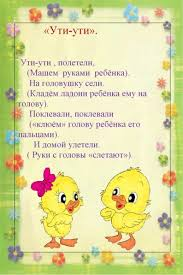 «Ути-ути».
Ути-ути , полетели,
(Машем руками ребёнка).
На головушку сели.
(Кладём ладони ребёнка ему на
голову).
Поклевали, поклевали
(«клюём» голову ребёнка его
пальцами).
И домой улетели.
( Руки с головы «слетают»).